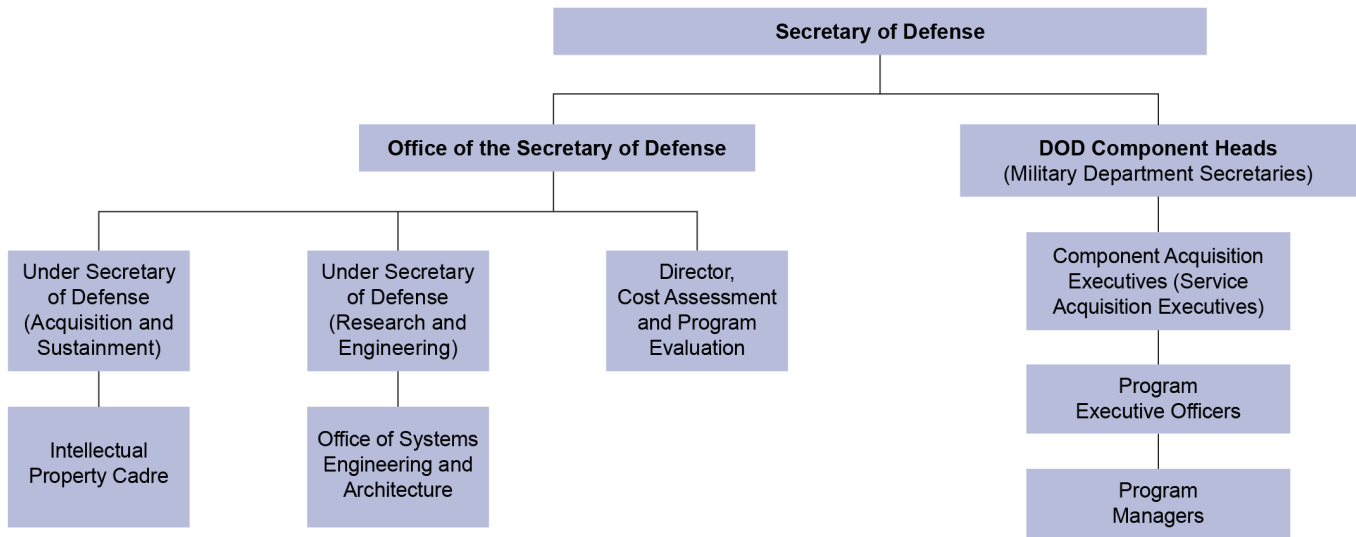 Secretary of Defense
Office of the Secretary of Defense
DOD Component Heads
(Military Department Secretaries)
Under Secretary
of Defense
(Acquisition and
Sustainment)
Under Secretary
of Defense
(Research and
Engineering)
Director,
Cost Assessment
and Program
Evaluation
Component Acquisition
Executives (Service
Acquisition Executives)
Intellectual
Property Cadre
Office of Systems
Engineering and
Architecture
Program
Executive Officers
Program
Managers